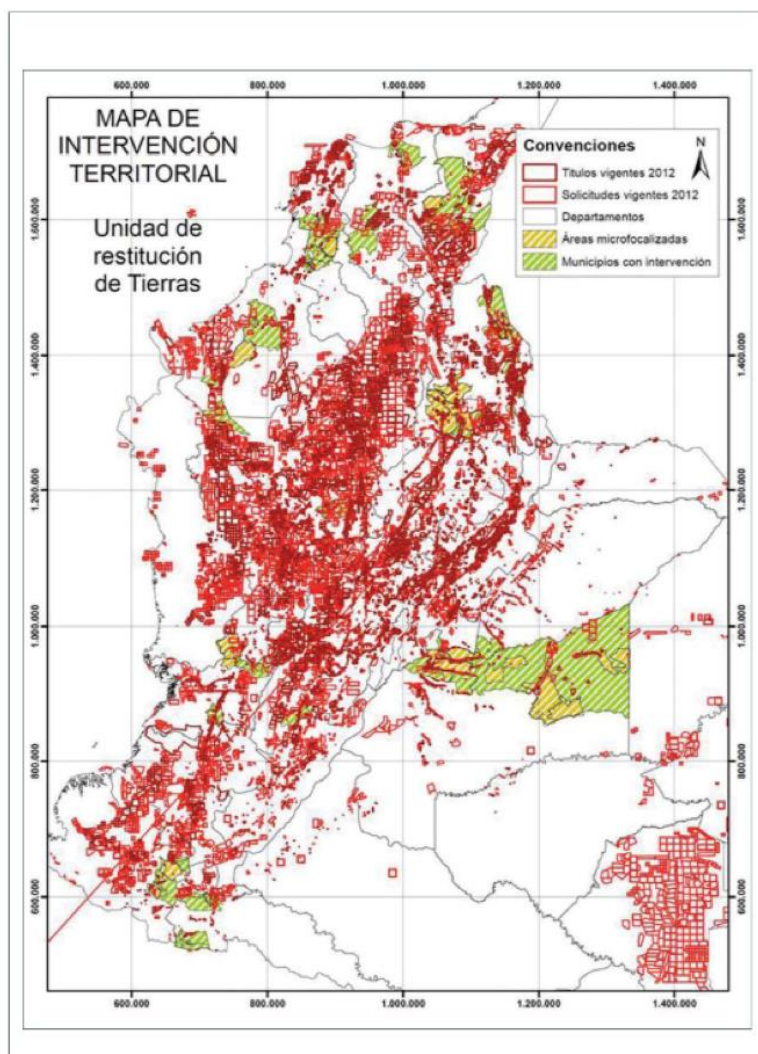 600.000
800.000
1.000.000
1.200.000
1.400.000
MAPA DE
INTERVENCIÓN
TERRITORIAL
Unidad de
restitución
de Tierras
Convenciones
N
Titulos vigentes 2012
Solicitudes vigentes 2012
Departamentos
Áreas microfocalizadas
Municipios con intervención
1.600.000
1.600.000
1.400.000
1.400.000
1.200.000
1.200.000
1.000.000
1.000.000
800.000
800.000
600.000
600.000
600.000
800.000
1.000.000
1.200.000
1.400.000